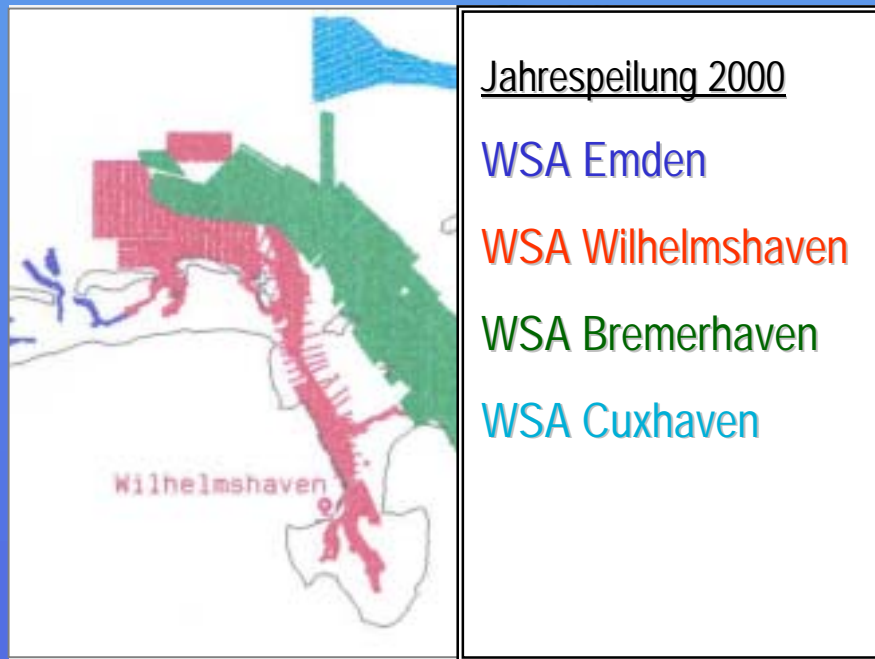 Jahrespeilung 2000
WSA Emden
WSA Wilhelmshaven
WSA Bremerhaven
WSA Cuxhaven
Wilhelmshaven